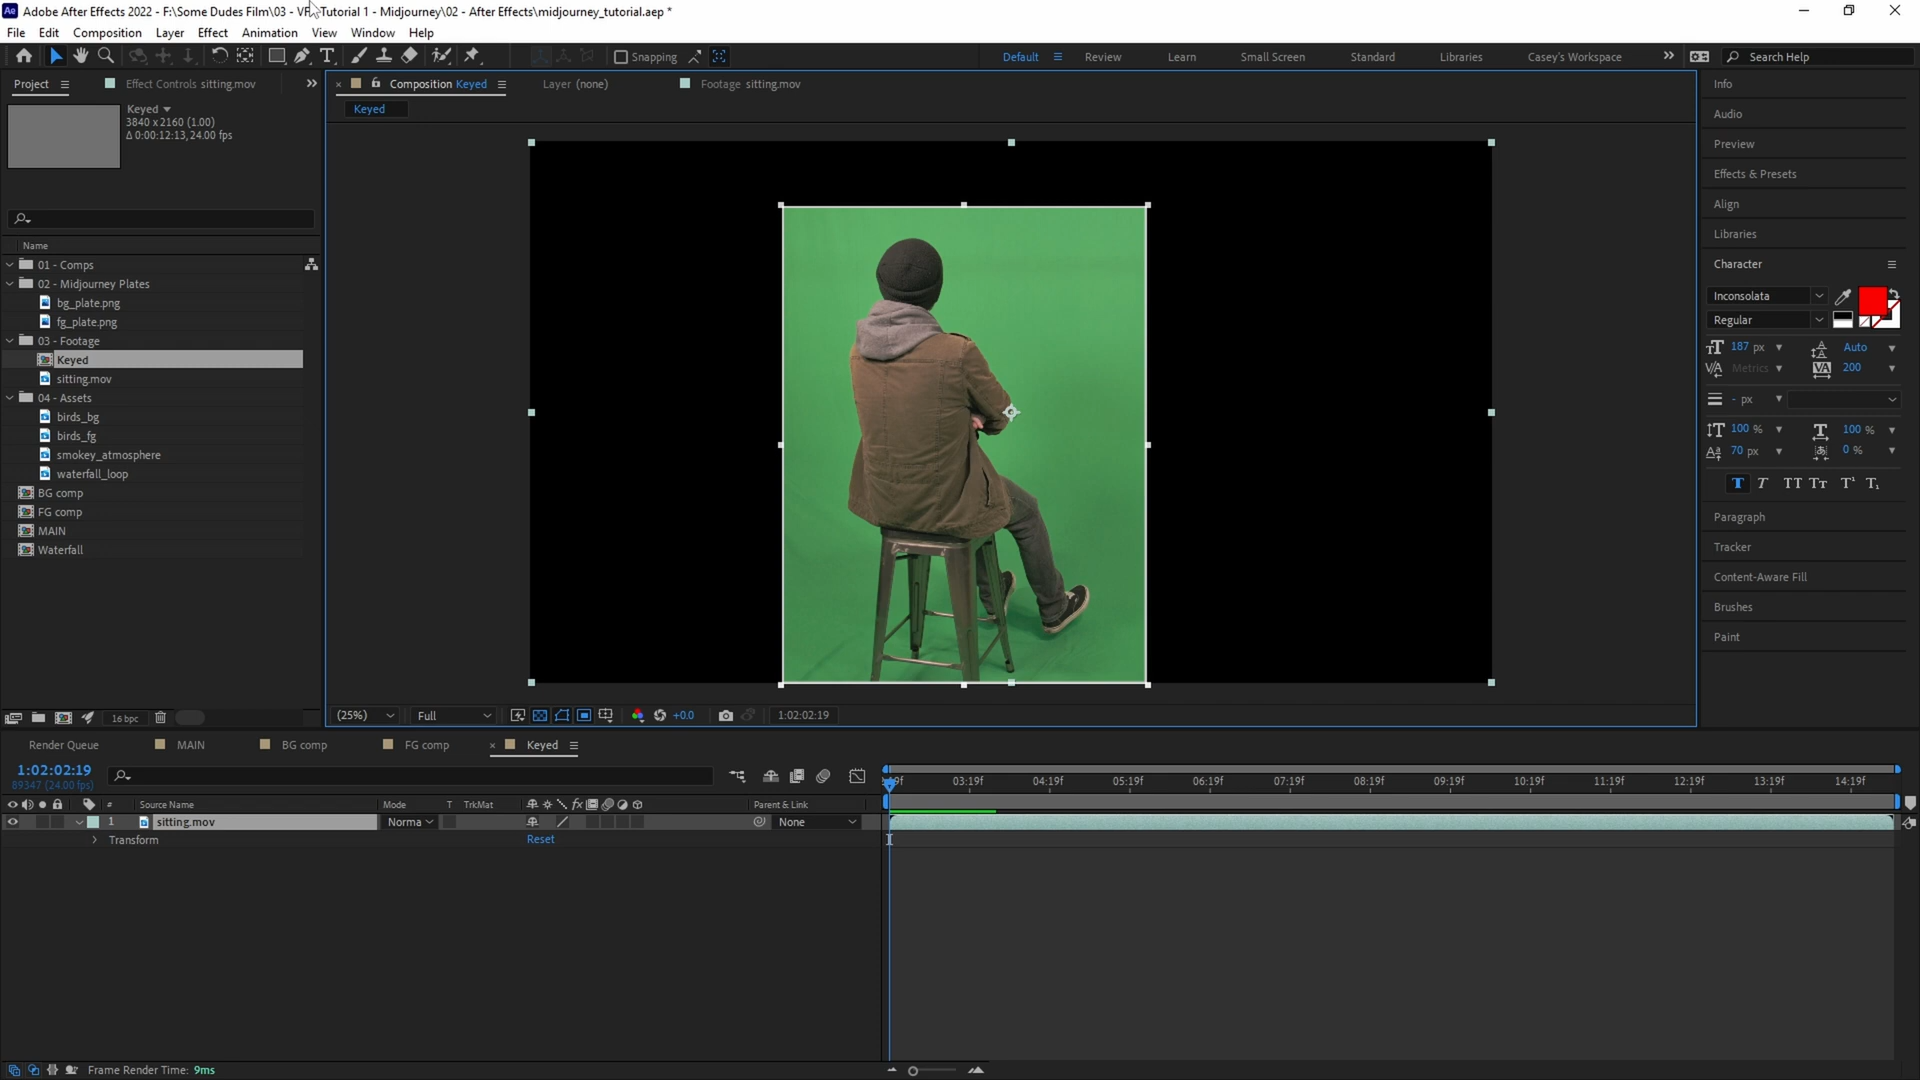 Ae Adobe After Effects 2022 - F:\Some Dudes Film\03 - VF Tutorial 1 - Midjourney\02 - After Effects\midjourney_tutorial.aep *
File Edit Composition Layer Effect Animation View Window Help
Snapping Default Review Learn Small Screen Standard Libraries Casey's Workspace Search Help
Project Effect Controls sitting.mov Composition Keyed Layer (none) Footage sitting.mov
Keyed
Keyed
3840 x 2160 (1.00)
Δ 0:00:12:13, 24.00 fps
Name
01 - Comps
02 - Midjourney Plates
bg_plate.png
fg_plate.png
03 - Footage
Keyed
sitting.mov
04 - Assets
birds_bg
birds_fg
smokey_atmosphere
waterfall_loop
BG comp
FG comp
MAIN
Waterfall
16 bpc
(25%) Full +0.0 1:02:02:19
Info
Audio
Preview
Effects & Presets
Align
Libraries
Character
Inconsolata
Regular
187 px Auto
Metrics 200
- px
100 % 100 %
70 px 0 %
T T TT Tt T¹ T₁
Paragraph
Tracker
Content-Aware Fill
Brushes
Paint
Render Queue MAIN BG comp FG comp Keyed
1:02:02:19
89347 (24.00 fps)
:19f 03:19f 04:19f 05:19f 06:19f 07:19f 08:19f 09:19f 10:19f 11:19f 12:19f 13:19f 14:19f
# Source Name Mode T TrkMat fx Parent & Link
1 sitting.mov Norma None
Transform Reset
Frame Render Time: 9ms